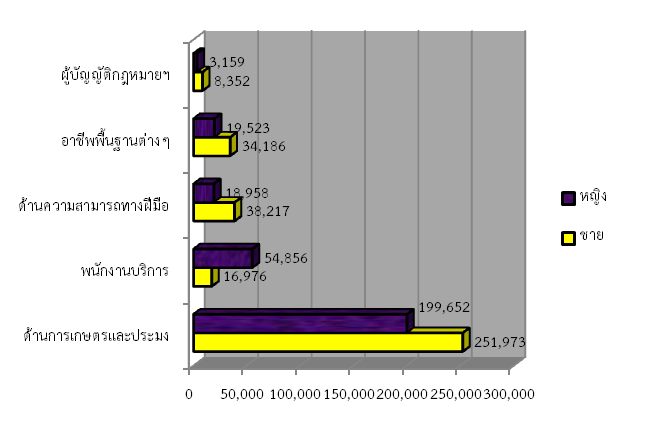 ผู้บัญญัติกฎหมายฯ
3,159
8,352
อาชีพพื้นฐานต่างๆ
19,523
34,186
ด้านความสามารถทางฝีมือ
18,958
38,217
พนักงานบริการ
54,856
16,976
ด้านการเกษตรและประมง
199,652
251,973
0 50,000 100,000 150,000 200,000 250,000 300,000
หญิง
ชาย